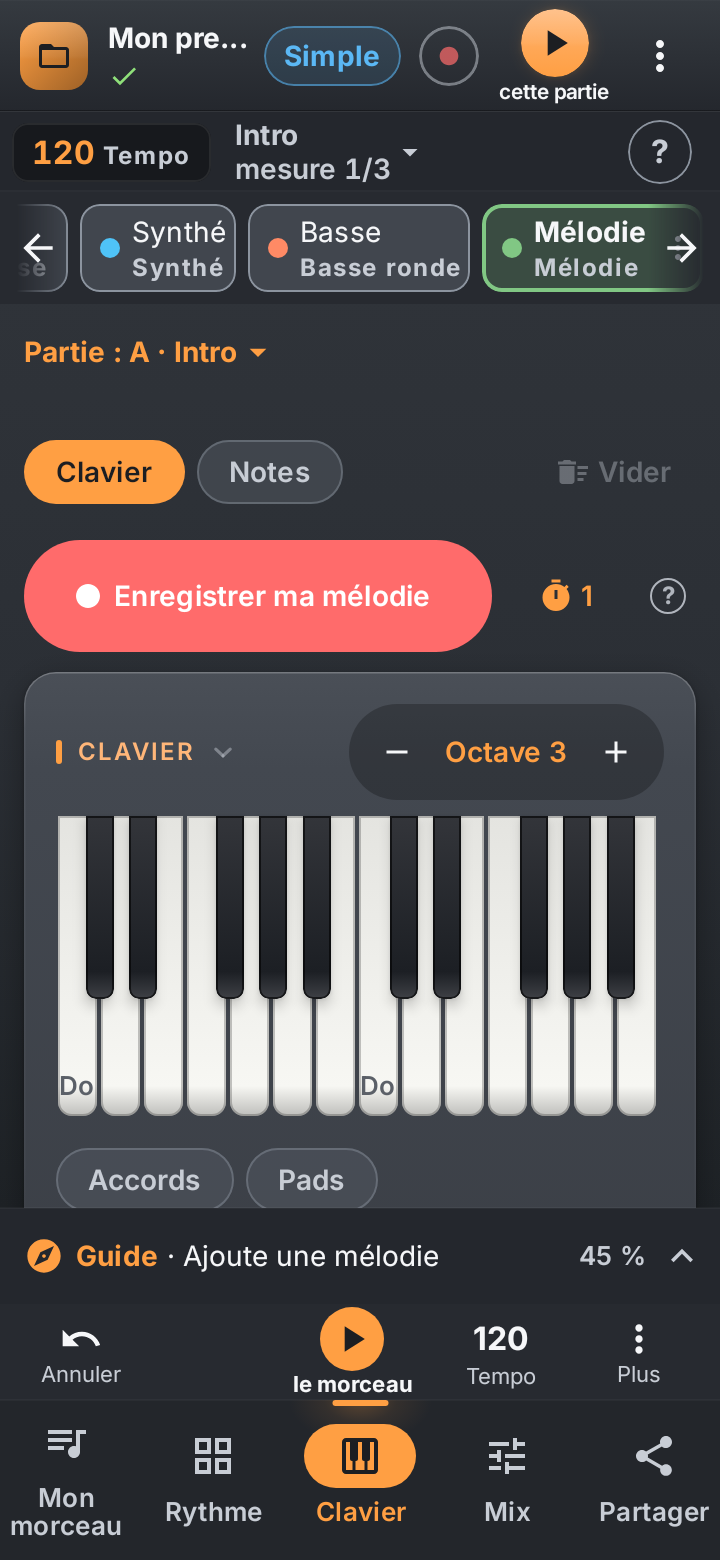 Mon pre...
Simple
cette partie
120 Tempo
Intro
mesure 1/3
?
Synthé
Synthé
Basse
Basse ronde
Mélodie
Mélodie
Partie : A · Intro
Clavier
Notes
Vider
Enregistrer ma mélodie
1
?
CLAVIER
− Octave 3 +
Do
Do
Accords
Pads
Guide · Ajoute une mélodie
45 %
Annuler
le morceau
120
Tempo
Plus
Mon
morceau
Rythme
Clavier
Mix
Partager